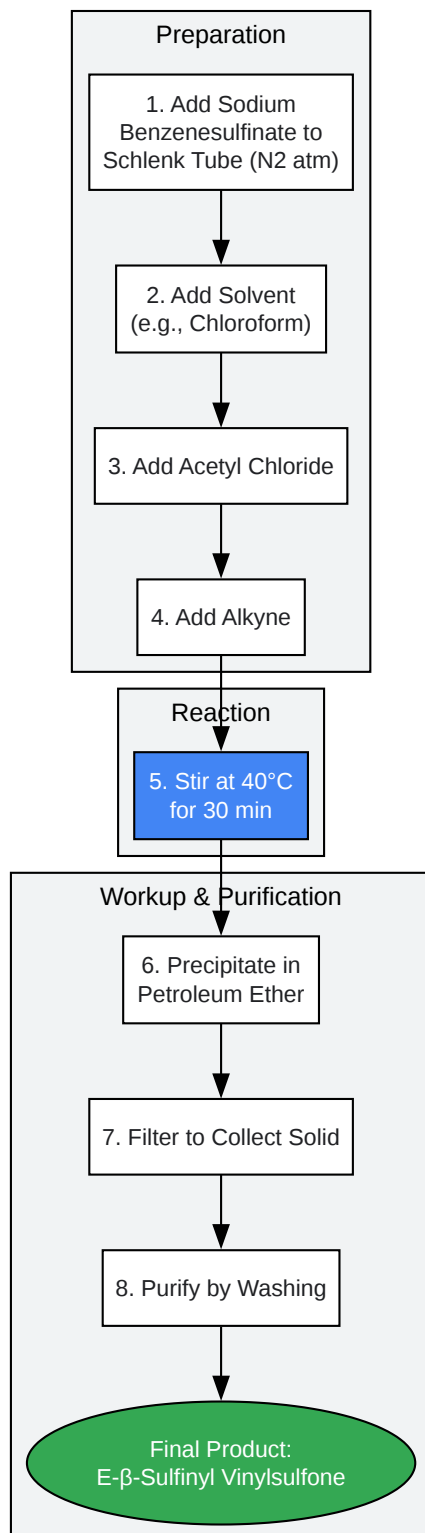 Preparation
1. Add Sodium
Benzenesulfinate to
Schlenk Tube (N2 atm)
2. Add Solvent
(e.g., Chloroform)
3. Add Acetyl Chloride
4. Add Alkyne
Reaction
5. Stir at 40°C
for 30 min
Workup & Purification
6. Precipitate in
Petroleum Ether
7. Filter to Collect Solid
8. Purify by Washing
Final Product:
E-β-Sulfinyl Vinylsulfone